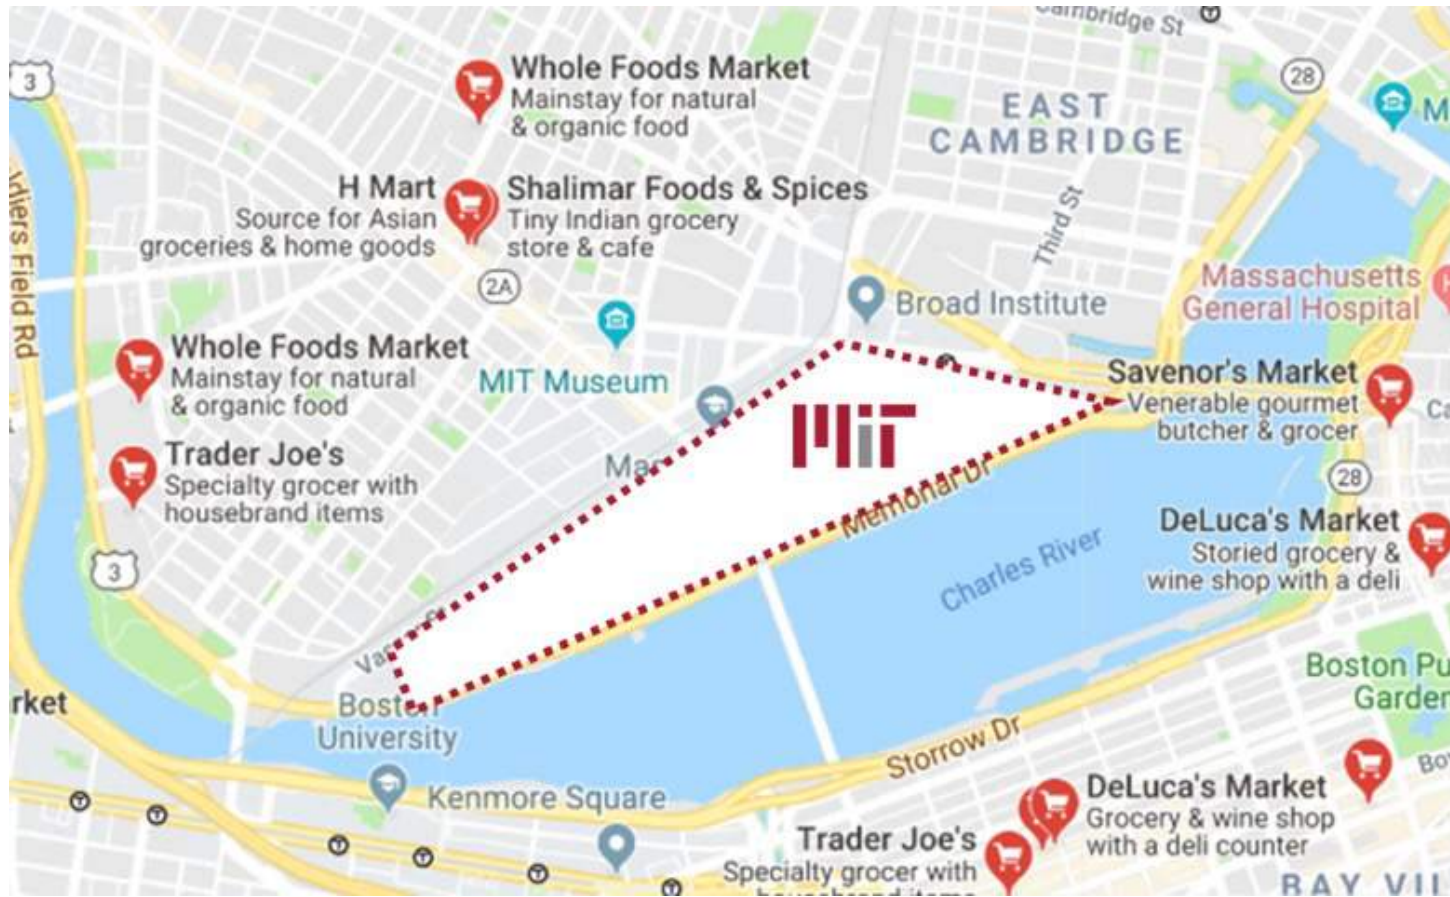 Cambridge St
3
28
Whole Foods Market
Mainstay for natural
& organic food
EAST
CAMBRIDGE
M
H Mart
Source for Asian
groceries & home goods
Shalimar Foods & Spices
Tiny Indian grocery
store & cafe
Third St
ldiers Field Rd
2A
Massachusetts
General Hospital
H
Broad Institute
Whole Foods Market
Mainstay for natural
& organic food
MIT Museum
Savenor's Market
Venerable gourmet
butcher & grocer
MIT
Trader Joe's
Specialty grocer with
housebrand items
Memorial Dr
28
DeLuca's Market
Storied grocery &
wine shop with a deli
Charles River
3
Boston Pu
Garden
rket
Boston
University
Storrow Dr
Kenmore Square
DeLuca's Market
Grocery & wine shop
with a deli counter
Trader Joe's
Specialty grocer with
housebrand items
BAY VIL